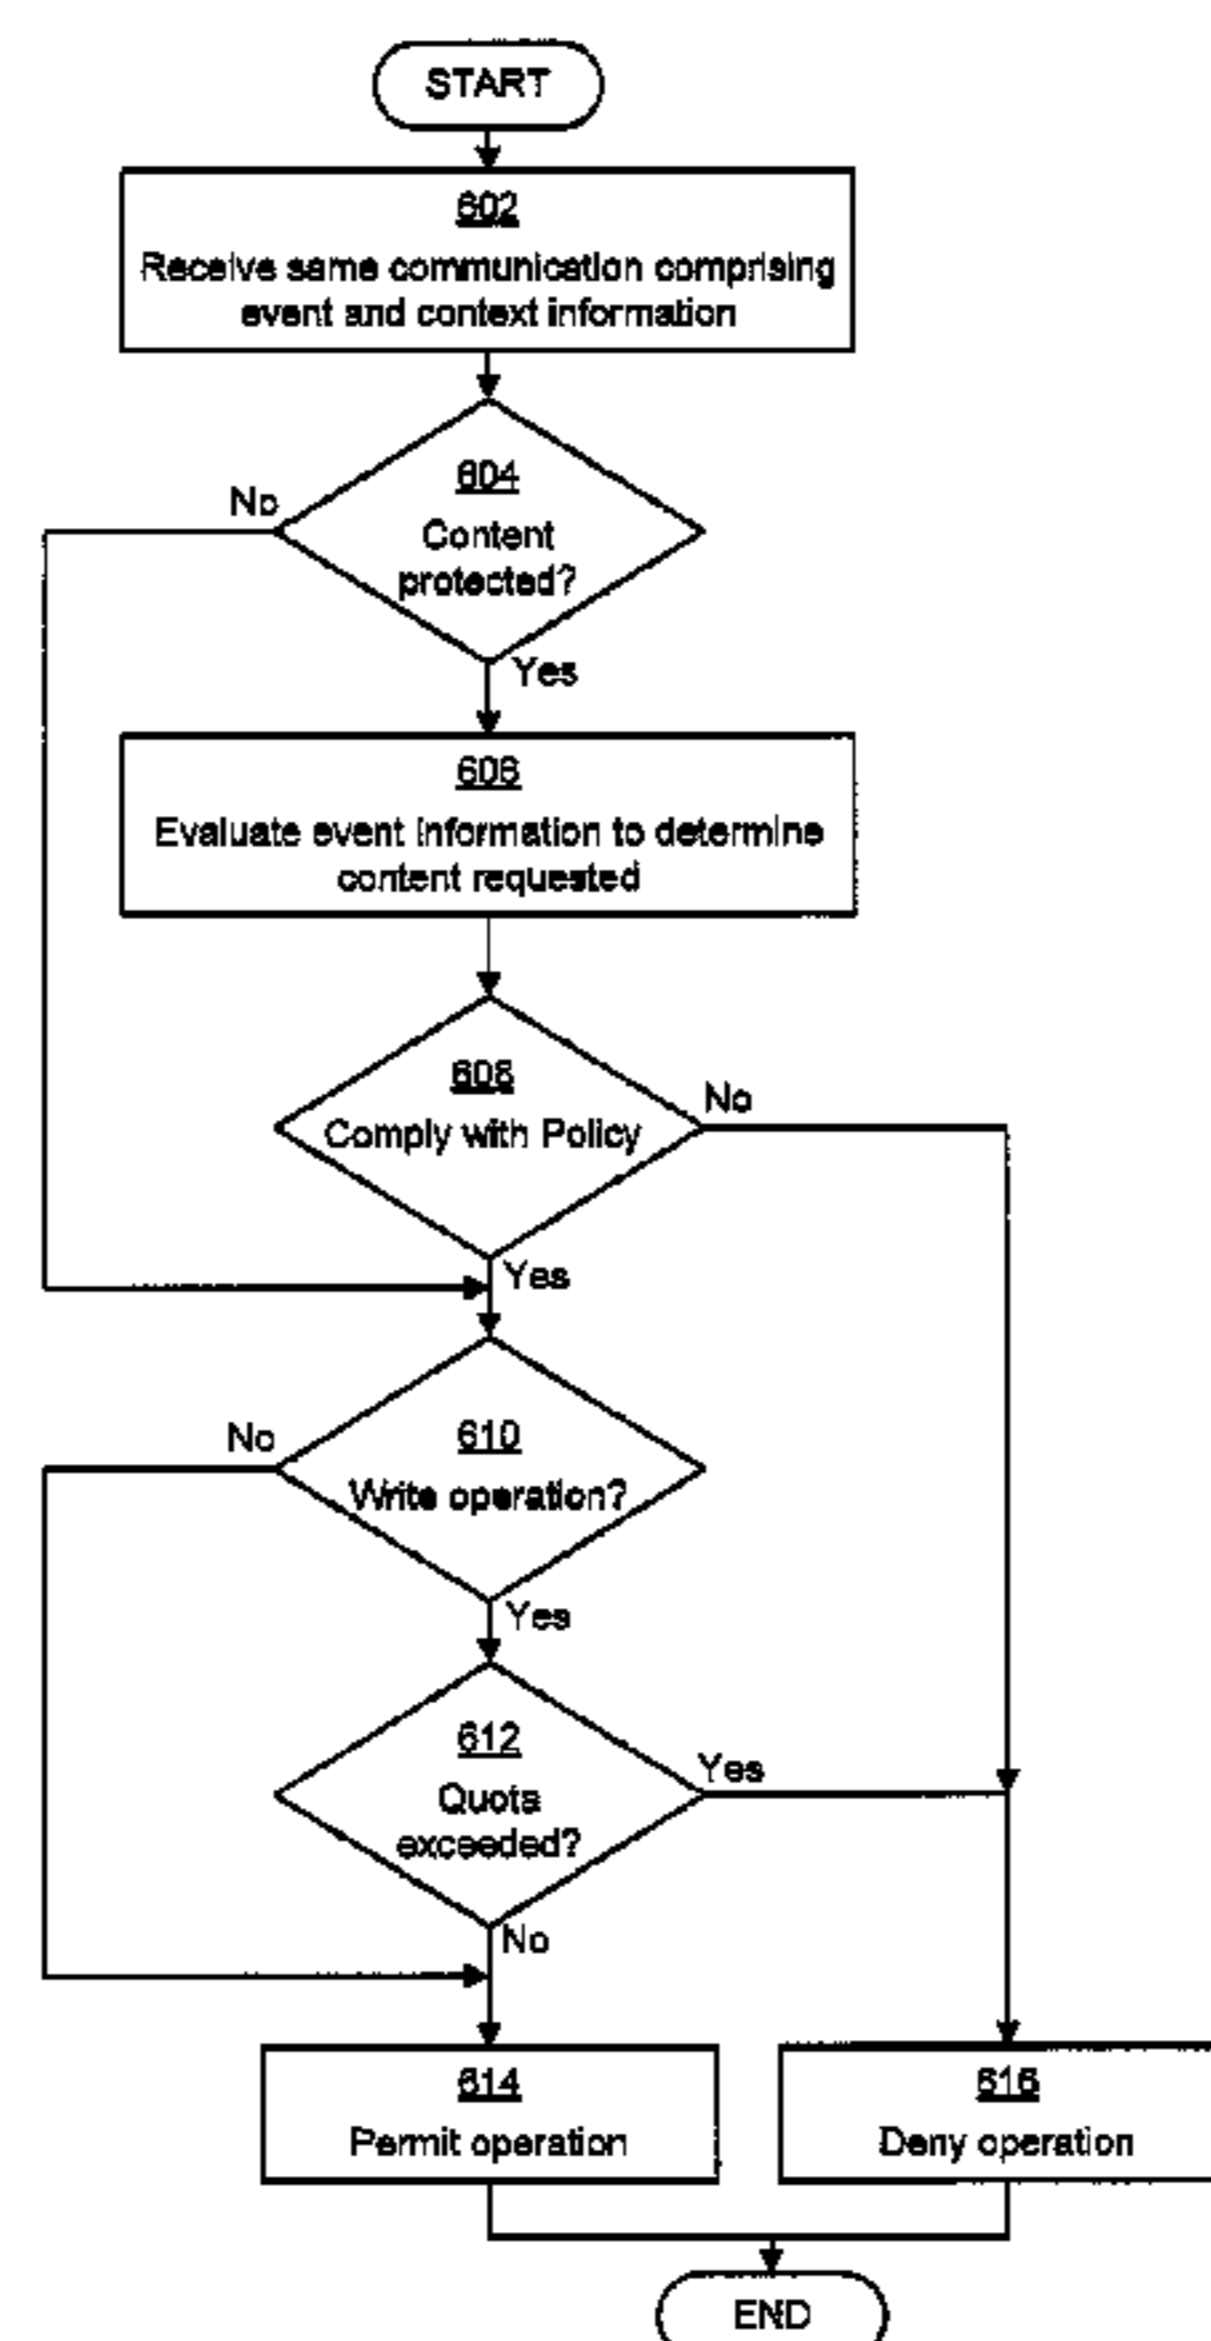 START
602
Receive same communication comprising
event and context information
604
Content
protected?
No
Yes
606
Evaluate event information to determine
content requested
608
Comply with Policy
No
Yes
610
Write operation?
No
Yes
612
Quota
exceeded?
Yes
No
614
Permit operation
616
Deny operation
END